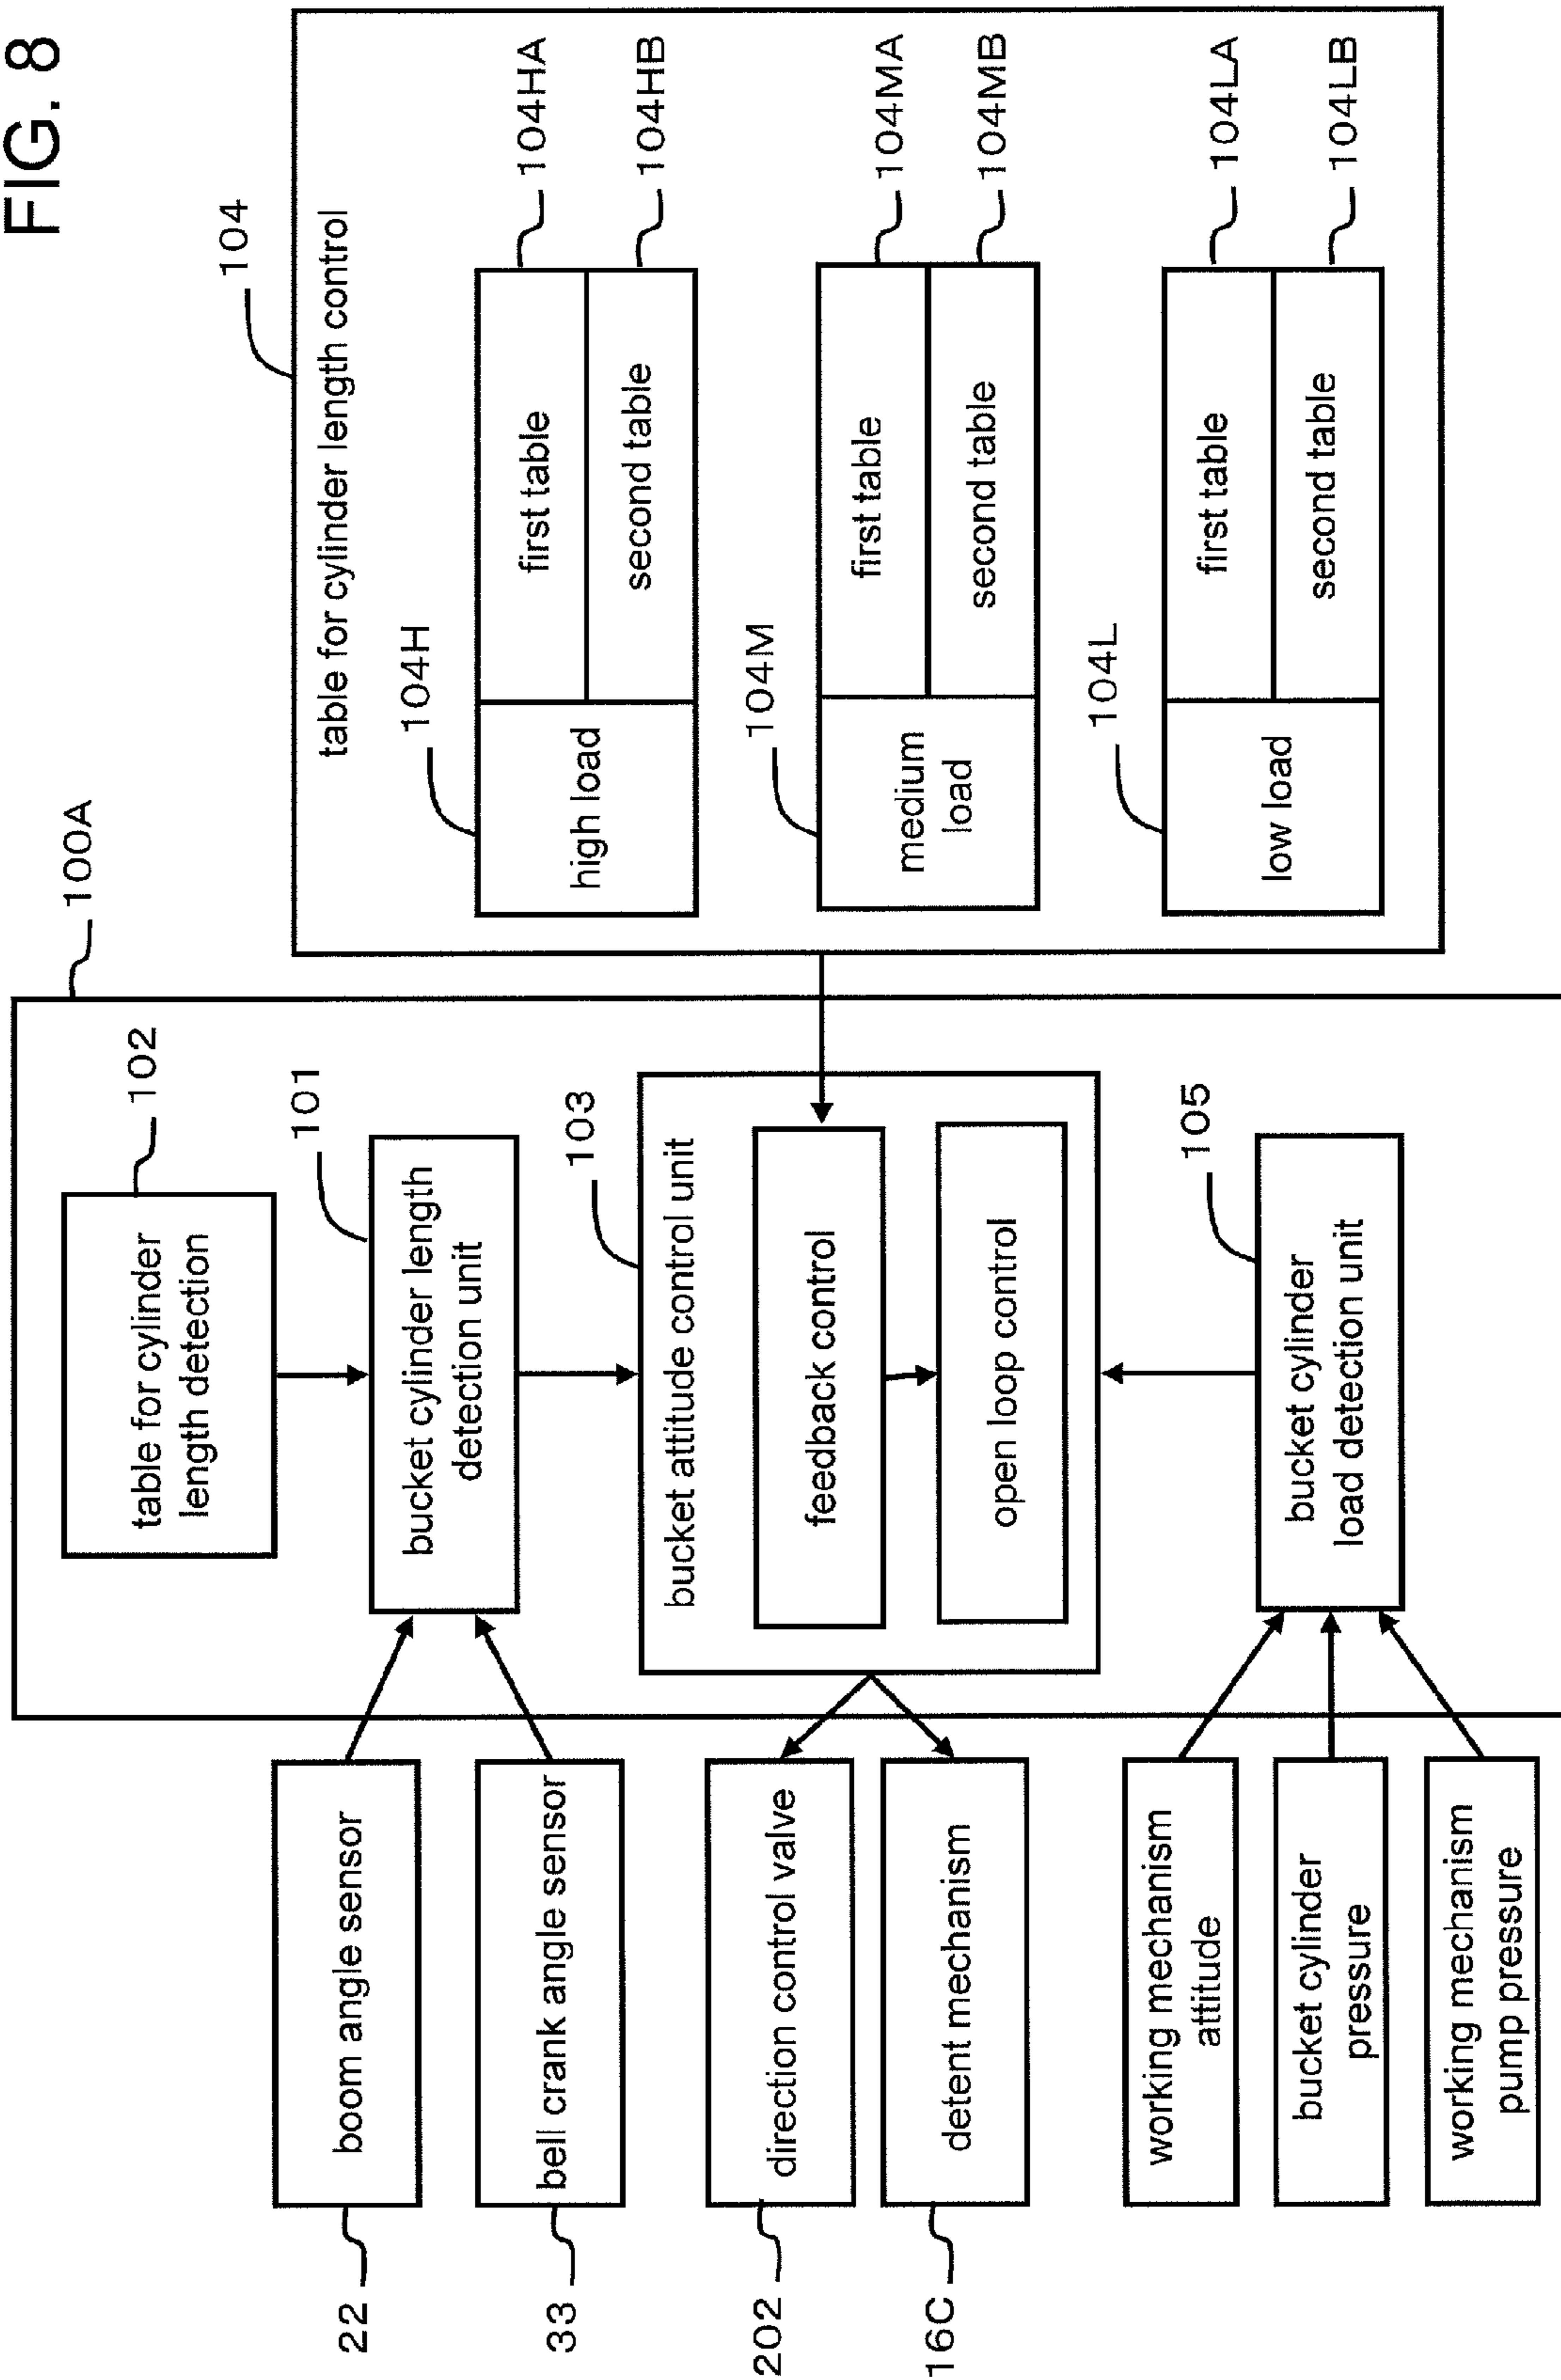 FIG. 8
100A
104
102
table for cylinder
length detection
table for cylinder length control
22
boom angle sensor
101
bucket cylinder length
detection unit
33
bell crank angle sensor
104H
high load
first table
104HA
second table
104HB
103
bucket attitude control unit
202
direction control valve
feedback control
104M
medium
load
first table
104MA
second table
104MB
16C
detent mechanism
open loop control
working mechanism
attitude
105
bucket cylinder
load detection unit
104L
low load
first table
104LA
second table
104LB
bucket cylinder
pressure
working mechanism
pump pressure